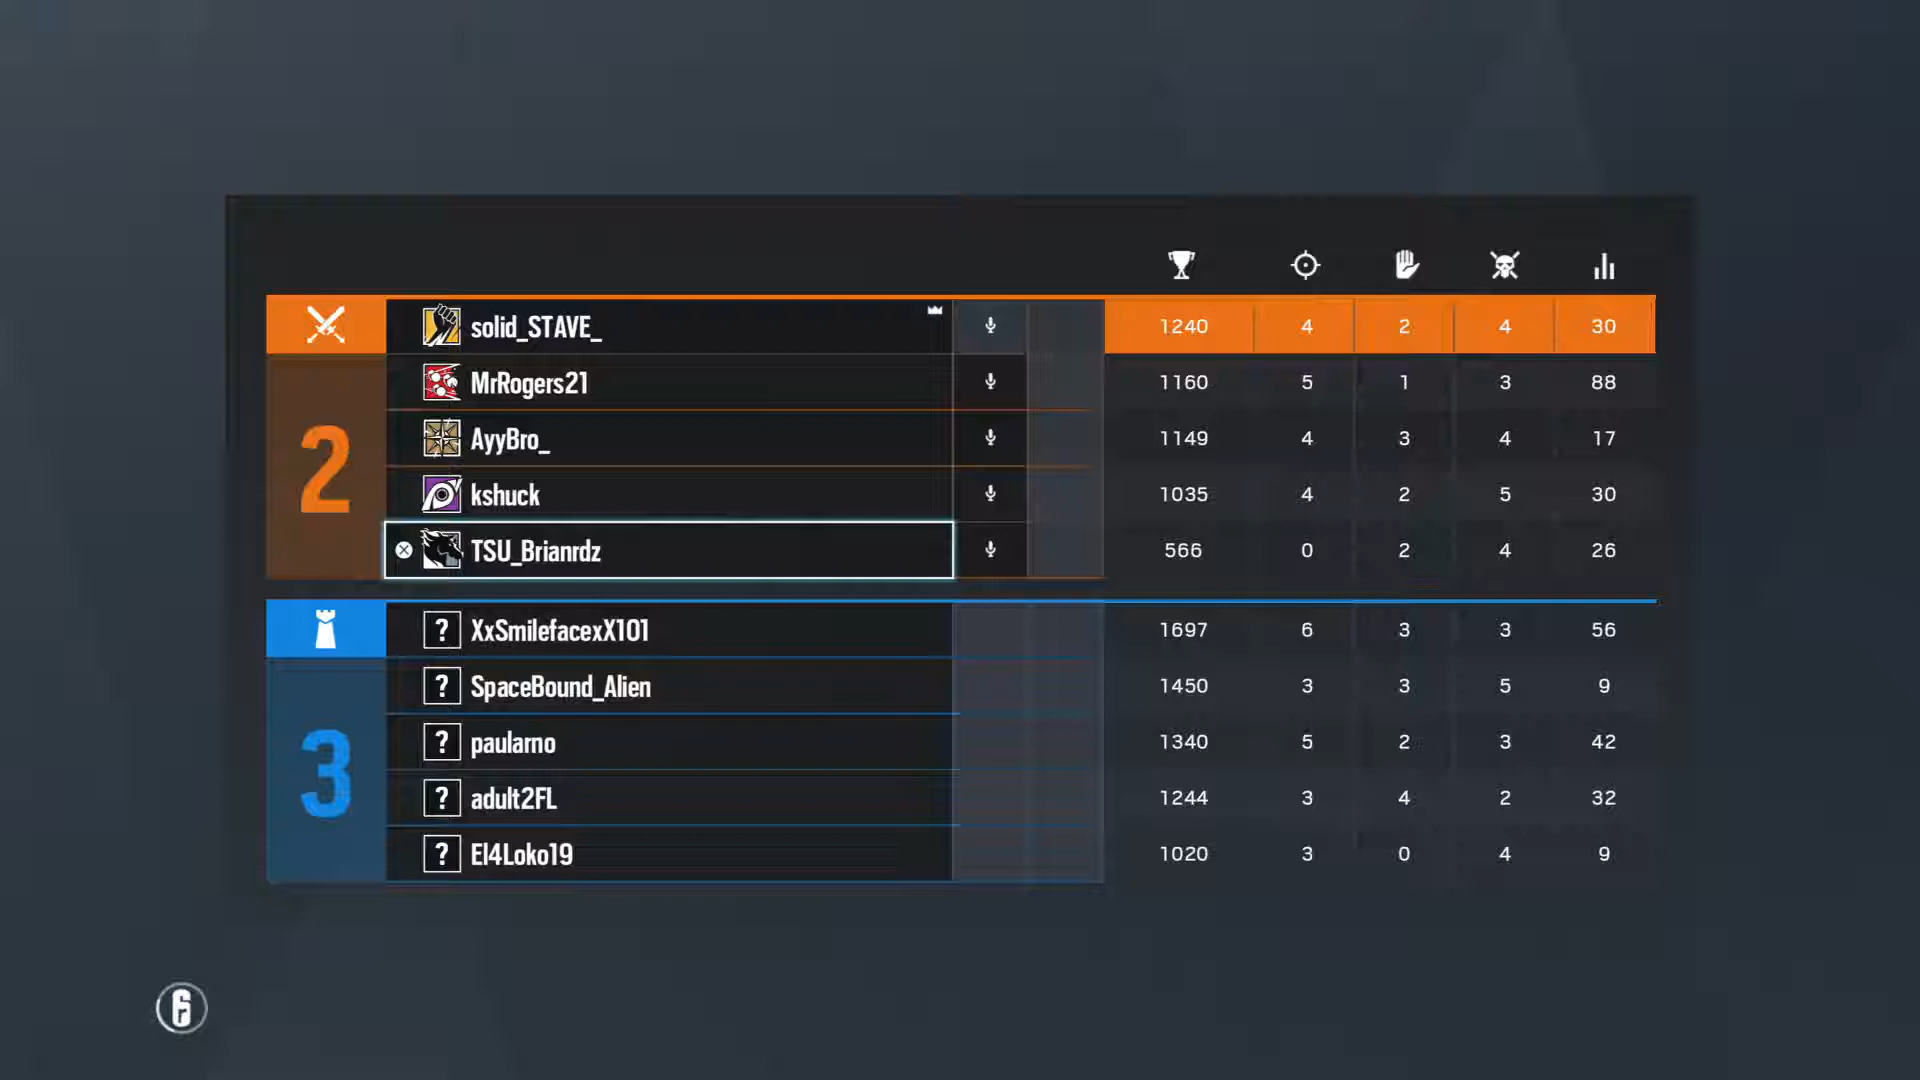 solid_STAVE_ 1240 4 2 4 30
MrRogers21 1160 5 1 3 88
AyyBro_ 1149 4 3 4 17
2
kshuck 1035 4 2 5 30
TSU_Brianrdz 566 0 2 4 26
? XxSmilefacexX101 1697 6 3 3 56
? SpaceBound_Alien 1450 3 3 5 9
? paularno 1340 5 2 3 42
3
? adult2FL 1244 3 4 2 32
? El4Loko19 1020 3 0 4 9
6